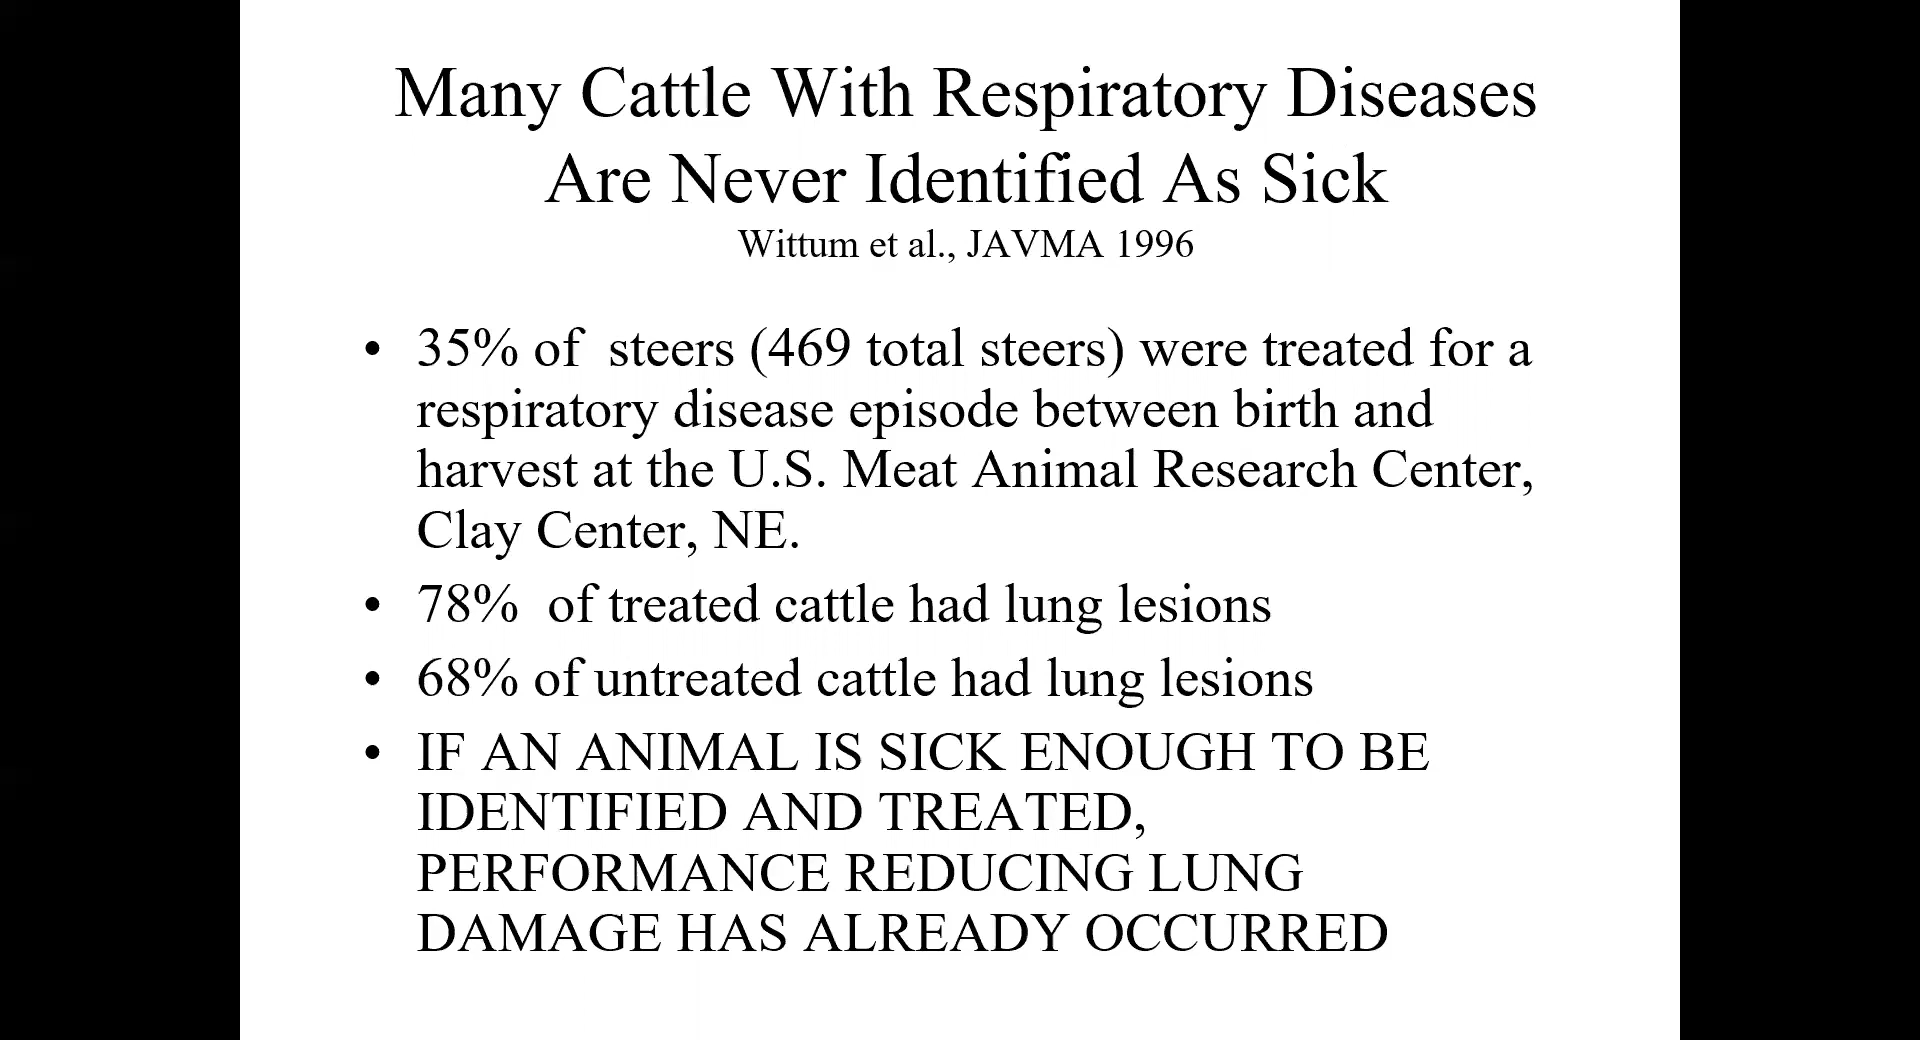 Many Cattle With Respiratory Diseases
Are Never Identified As Sick
Wittum et al., JAVMA 1996
• 35% of  steers (469 total steers) were treated for a
respiratory disease episode between birth and
harvest at the U.S. Meat Animal Research Center,
Clay Center, NE.
• 78%  of treated cattle had lung lesions
• 68% of untreated cattle had lung lesions
• IF AN ANIMAL IS SICK ENOUGH TO BE
IDENTIFIED AND TREATED,
PERFORMANCE REDUCING LUNG
DAMAGE HAS ALREADY OCCURRED